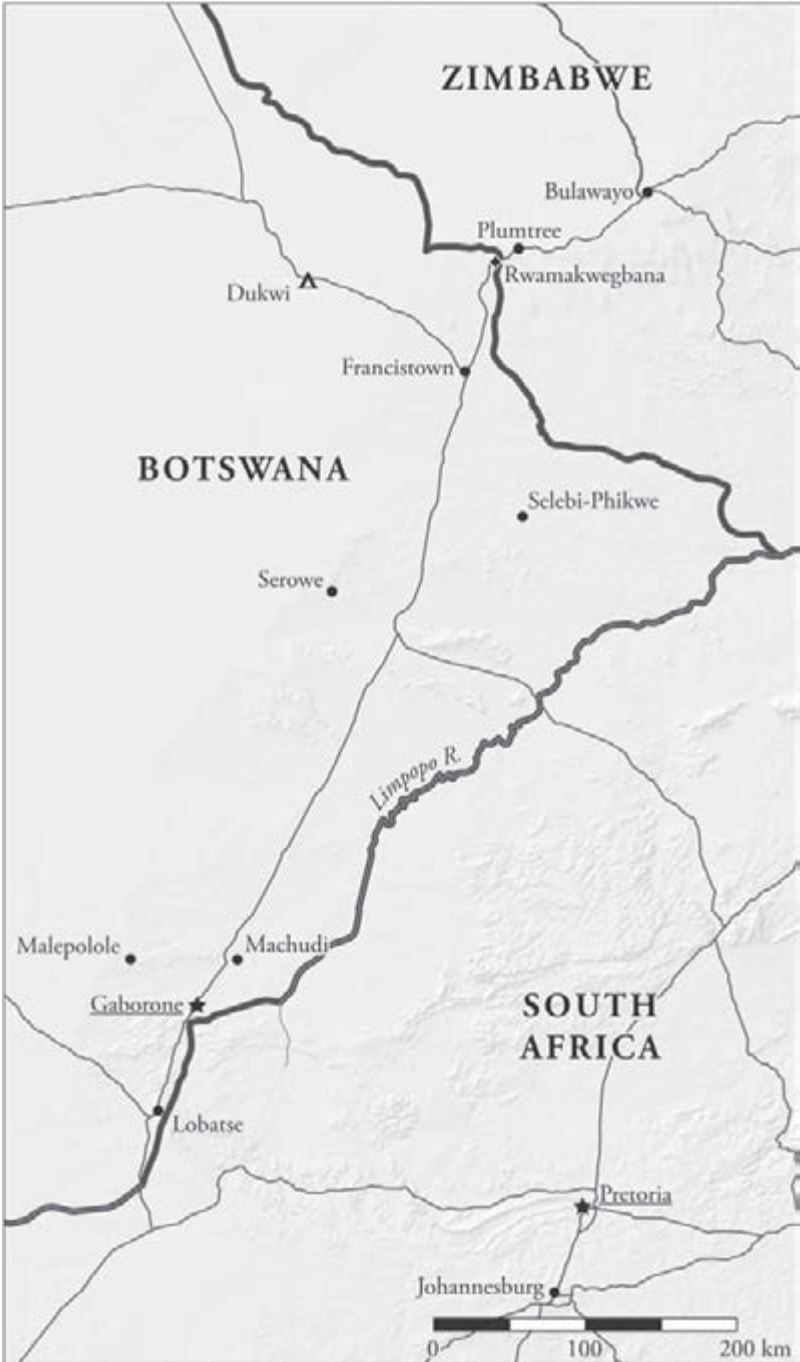 ZIMBABWE
Bulawayo
Plumtree
Rwamakwegbana
Dukwi
Francistown
BOTSWANA
Selebi-Phikwe
Serowe
Limpopo R.
Malepolole
Machudi
Gaborone
SOUTH
AFRICA
Lobatse
Pretoria
Johannesburg
0 100 200 km